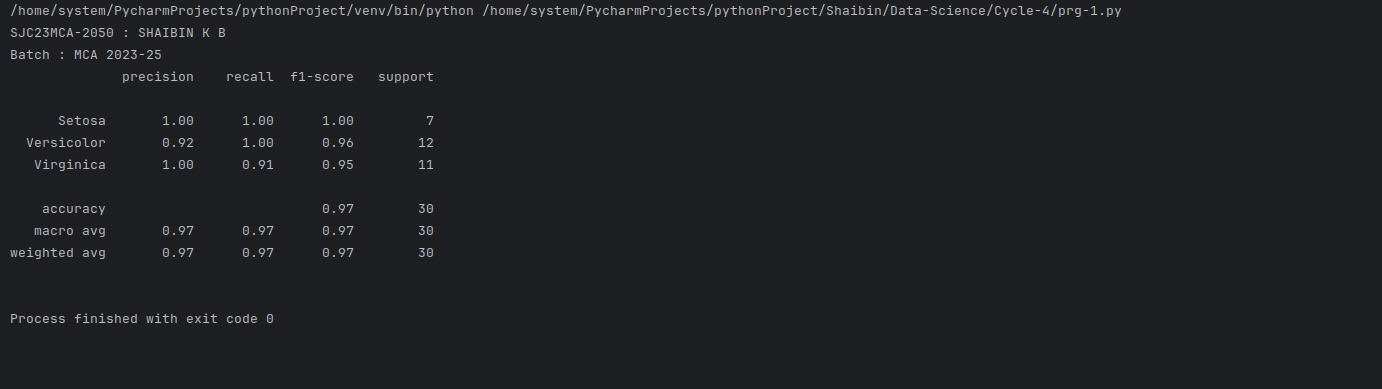 /home/system/PycharmProjects/pythonProject/venv/bin/python /home/system/PycharmProjects/pythonProject/Shaibin/Data-Science/Cycle-4/prg-1.py
SJC23MCA-2050 : SHAIBIN K B
Batch : MCA 2023-25
              precision    recall  f1-score   support

      Setosa       1.00      1.00      1.00         7
  Versicolor       0.92      1.00      0.96        12
   Virginica       1.00      0.91      0.95        11

    accuracy                           0.97        30
   macro avg       0.97      0.97      0.97        30
weighted avg       0.97      0.97      0.97        30

Process finished with exit code 0